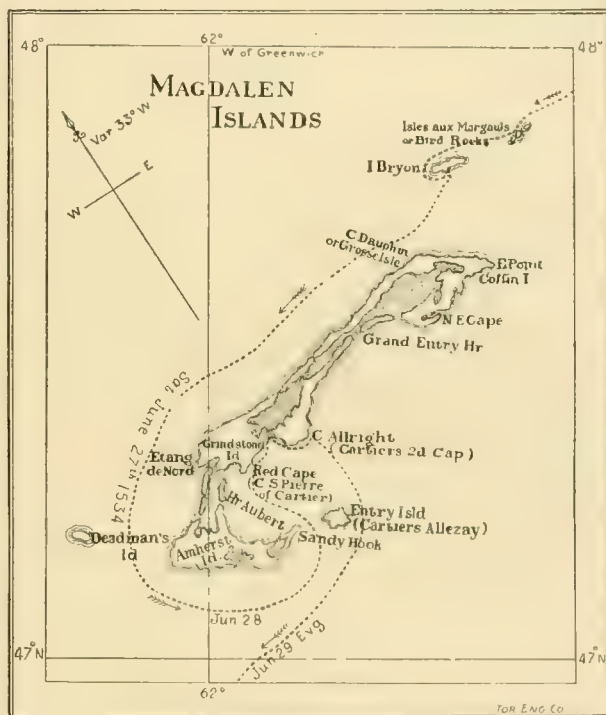 48°
62°
48°
W of Greenwich
MAGDALEN
ISLANDS
Var 33° W
E
W
Isles aux Margauls
or Bird Rocks
I Bryon
C Dauphin
or Grosse Isle
E. Point
Coffin I
N E Cape
Grand Entry Hr
Sat June 27th 1534
Grindstone
Id
C Allright
(Cartiers 2d Cap)
Etang
de Nord
Red Cape
(C S Pierre
of Cartier)
Hr Aubert
Entry Isld
(Cartiers Allezay)
Deadman's
Id
Amherst
Id.
Sandy Hook
Jun 28
Jun 29 Evg
47°N
47°N
62°
TOR ENG CO